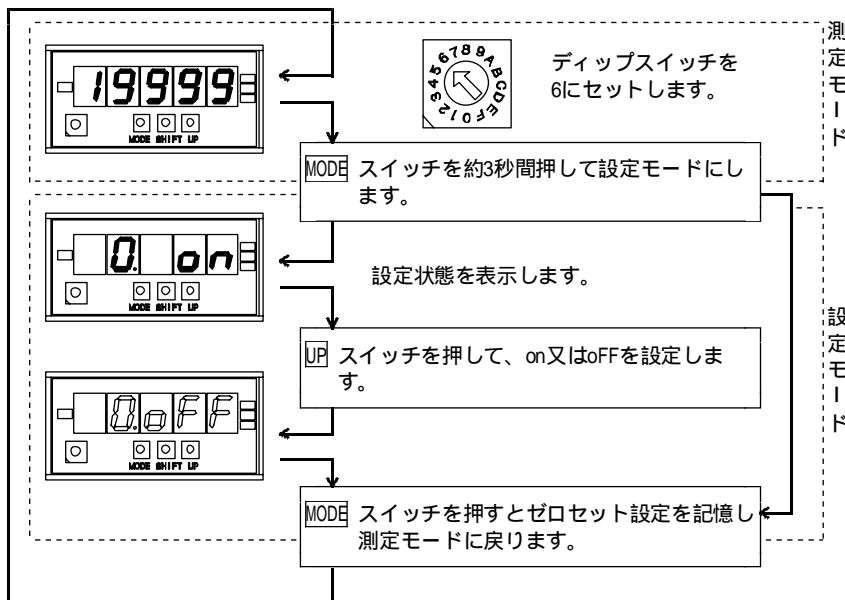 19999
MODE SHIFT UP
0123456789ABCDEF
ディップスイッチを
6にセットします。
測定モード
MODE スイッチを約3秒間押して設定モードにし
ます。
0. on
MODE SHIFT UP
設定状態を表示します。
UP スイッチを押して、on又はoFFを設定しま
す。
設定モード
0.oFF
MODE SHIFT UP
MODE スイッチを押すとゼロセット設定を記憶し
測定モードに戻ります。